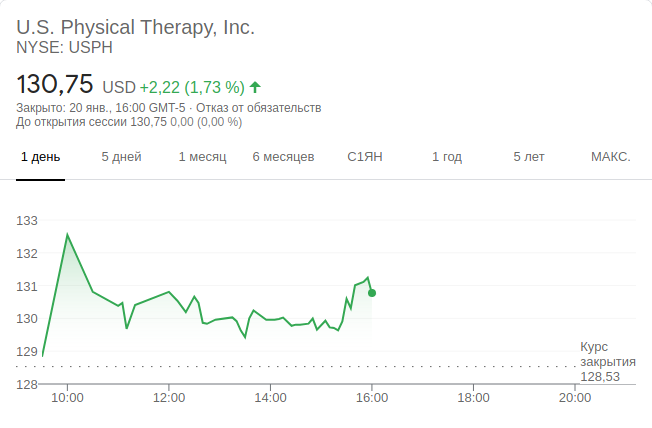 U.S. Physical Therapy, Inc.
NYSE: USPH
130,75 USD +2,22 (1,73 %)
Закрыто: 20 янв., 16:00 GMT-5 · Отказ от обязательств
До открытия сессии 130,75 0,00 (0,00 %)
1 день 5 дней 1 месяц 6 месяцев С1ЯН 1 год 5 лет МАКС.
133
132
131
130
129
128
Курс
закрытия
128,53
10:00 12:00 14:00 16:00 18:00 20:00